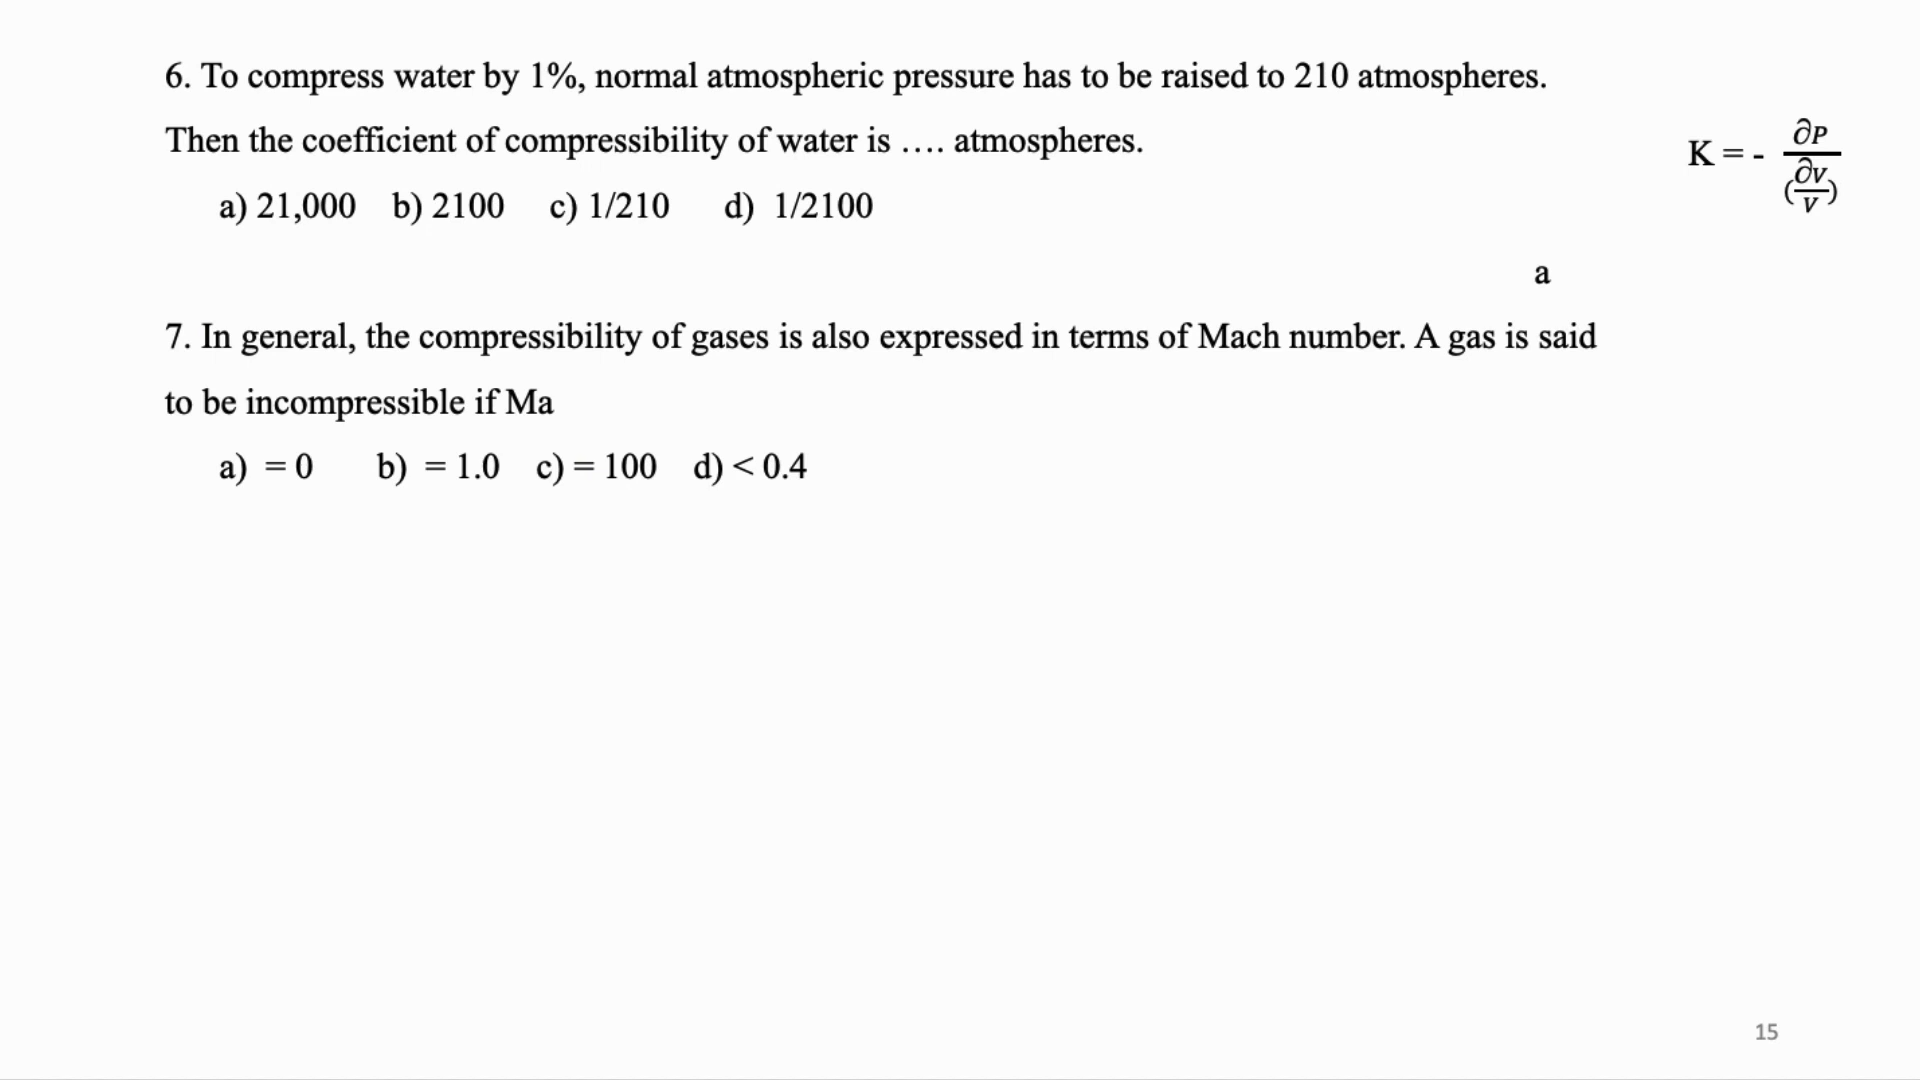 6. To compress water by 1%, normal atmospheric pressure has to be raised to 210 atmospheres.
Then the coefficient of compressibility of water is …. atmospheres.
K = - ∂P / (∂V/V)
a) 21,000 b) 2100 c) 1/210 d) 1/2100
a
7. In general, the compressibility of gases is also expressed in terms of Mach number. A gas is said
to be incompressible if Ma
a) = 0 b) = 1.0 c) = 100 d) < 0.4
15